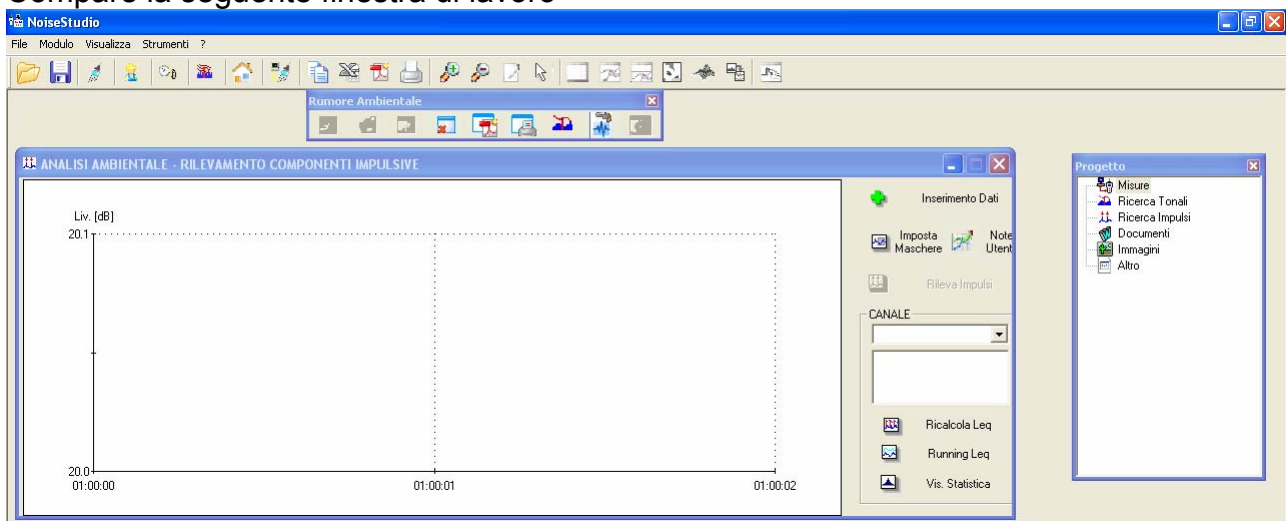 Compare la seguente finestra di lavoro
NoiseStudio
File Modulo Visualizza Strumenti ?
Rumore Ambientale
ANALISI AMBIENTALE - RILEVAMENTO COMPONENTI IMPULSIVE
Progetto
Misure
Ricerca Tonali
Ricerca Impulsi
Documenti
Immagini
Altro
Liv. [dB]
20.1
20.0
01:00:00 01:00:01 01:00:02
Inserimento Dati
Imposta Maschere
Note Utent
Rileva Impulsi
CANALE
Ricalcola Leq
Running Leq
Vis. Statistica